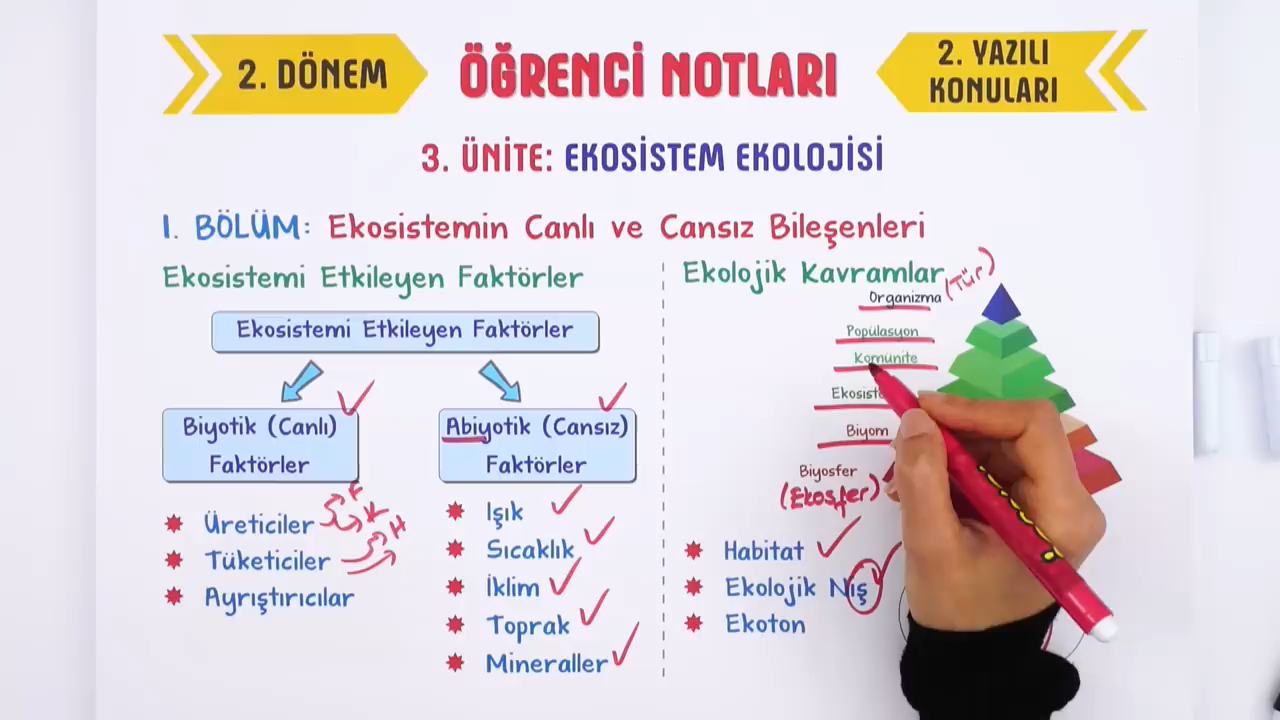 2. DÖNEM
ÖĞRENCİ NOTLARI
2. YAZILI
KONULARI
3. ÜNİTE: EKOSİSTEM EKOLOJİSİ
1. BÖLÜM: Ekosistemin Canlı ve Cansız Bileşenleri
Ekosistemi Etkileyen Faktörler
Ekosistemi Etkileyen Faktörler
Biyotik (Canlı)
Faktörler
Abiyotik (Cansız)
Faktörler
Üreticiler
F
K
Tüketiciler
H
Ayrıştırıcılar
Işık
Sıcaklık
İklim
Toprak
Mineraller
Ekolojik Kavramlar
Organizma (Tür)
Popülasyon
Komünite
Biyom
Biyosfer
(Ekosfer)
Habitat
Ekolojik Niş
Ekoton